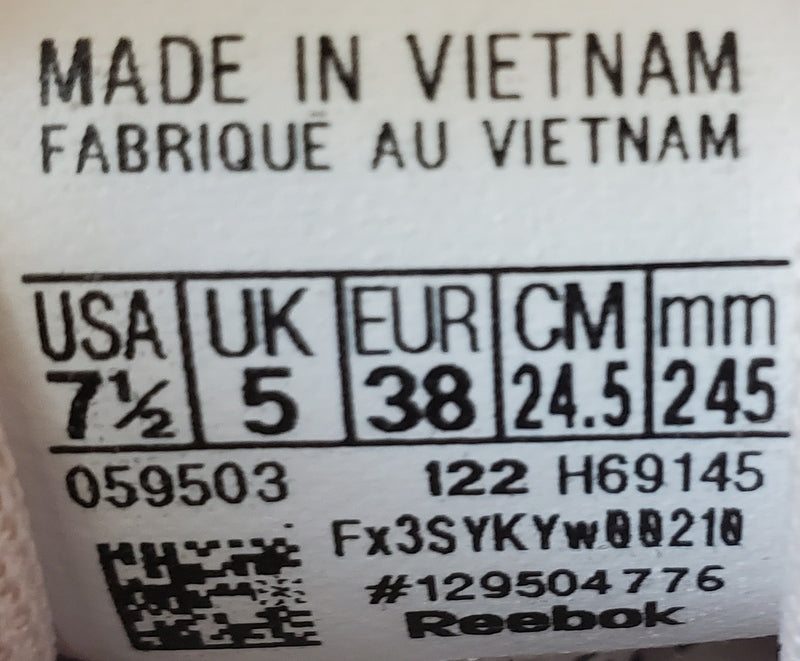 MADE IN VIETNAM
FABRIQUÉ AU VIETNAM
USA UK EUR CM mm
7½ 5 38 24.5 245
059503 122 H69145
Fx3SYKYw00210
#129504776
Reebok